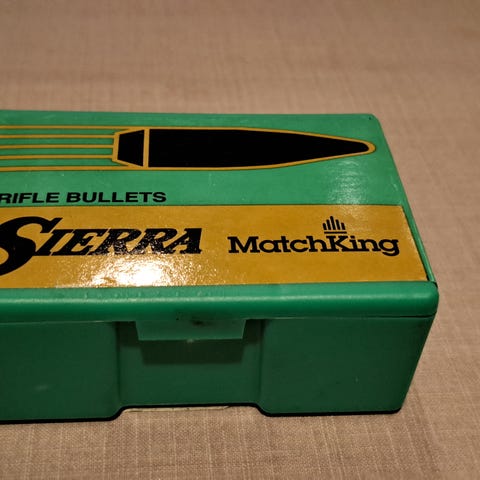 RIFLE BULLETS
SIERRA MatchKing